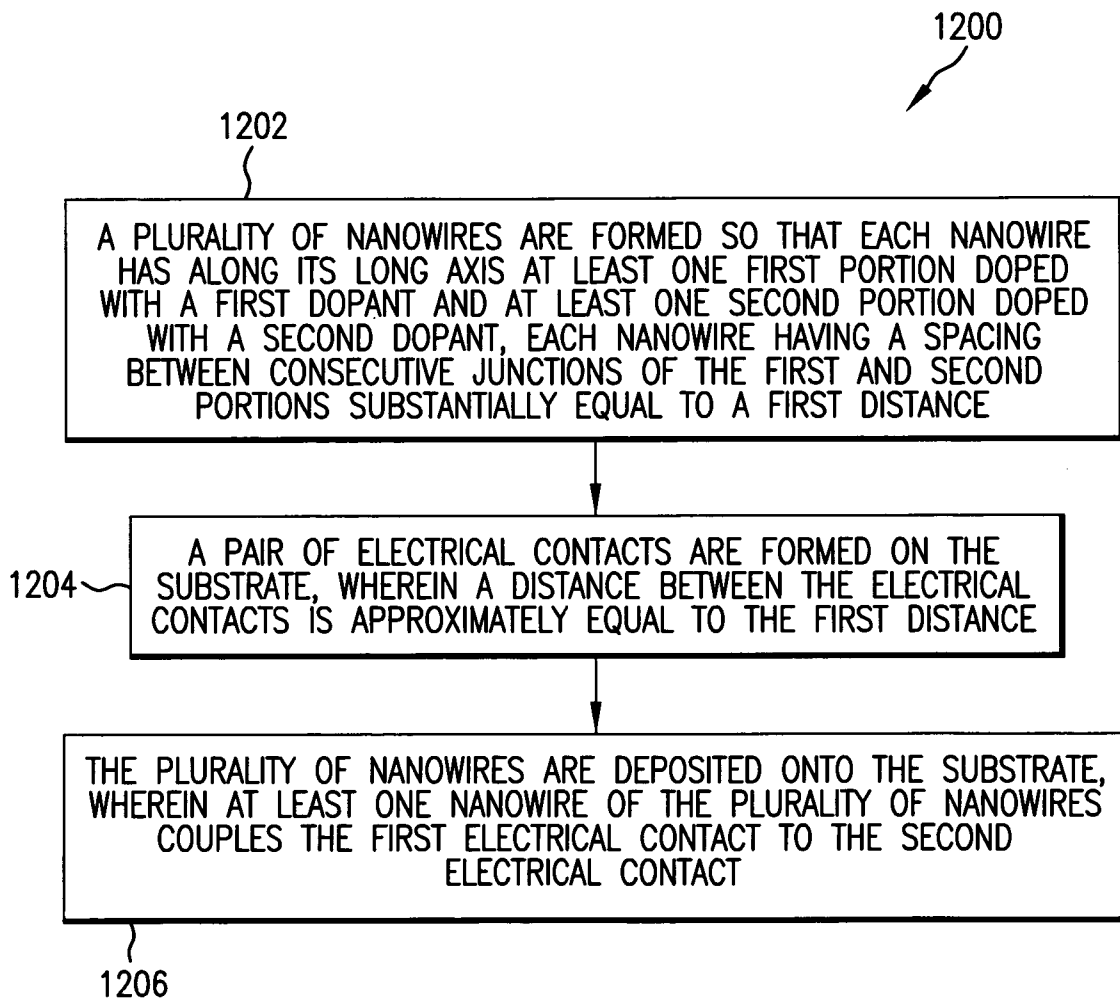 1200
1202
A PLURALITY OF NANOWIRES ARE FORMED SO THAT EACH NANOWIRE
HAS ALONG ITS LONG AXIS AT LEAST ONE FIRST PORTION DOPED
WITH A FIRST DOPANT AND AT LEAST ONE SECOND PORTION DOPED
WITH A SECOND DOPANT, EACH NANOWIRE HAVING A SPACING
BETWEEN CONSECUTIVE JUNCTIONS OF THE FIRST AND SECOND
PORTIONS SUBSTANTIALLY EQUAL TO A FIRST DISTANCE
1204
A PAIR OF ELECTRICAL CONTACTS ARE FORMED ON THE
SUBSTRATE, WHEREIN A DISTANCE BETWEEN THE ELECTRICAL
CONTACTS IS APPROXIMATELY EQUAL TO THE FIRST DISTANCE
THE PLURALITY OF NANOWIRES ARE DEPOSITED ONTO THE SUBSTRATE,
WHEREIN AT LEAST ONE NANOWIRE OF THE PLURALITY OF NANOWIRES
COUPLES THE FIRST ELECTRICAL CONTACT TO THE SECOND
ELECTRICAL CONTACT
1206